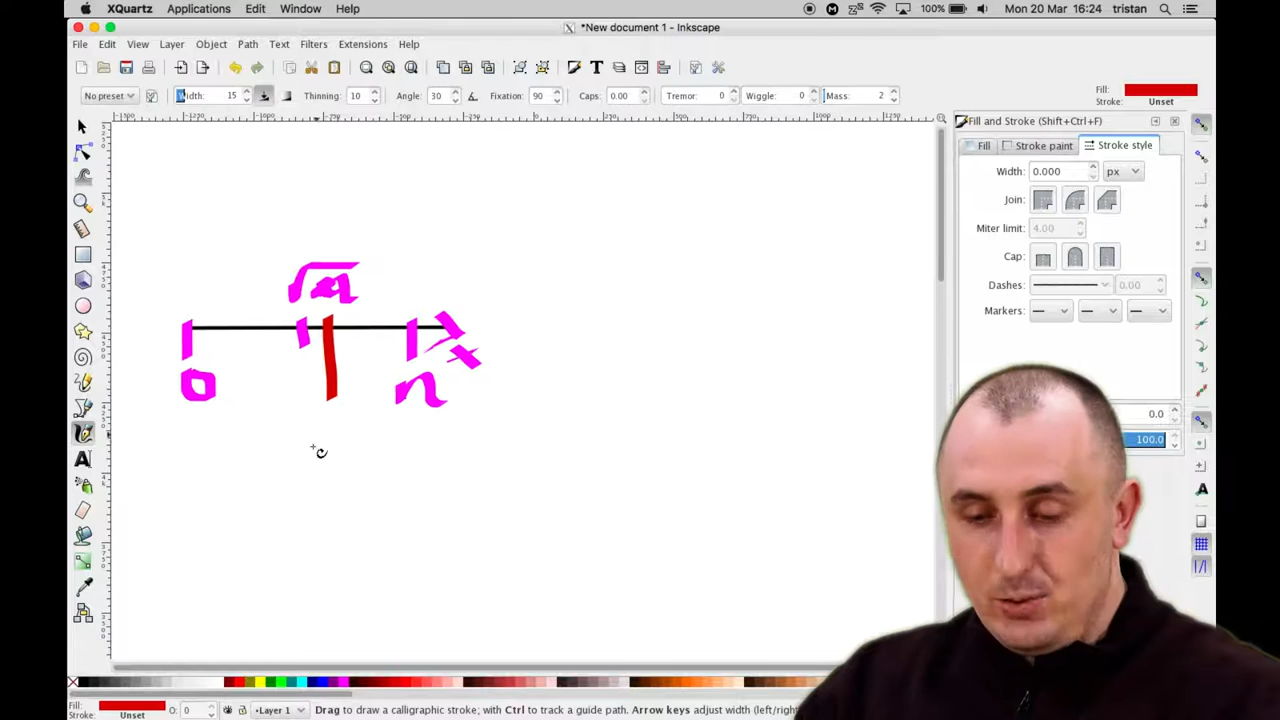 XQuartz Applications Edit Window Help 100% Mon 20 Mar 16:24 tristan
*New document 1 - Inkscape
File Edit View Layer Object Path Text Filters Extensions Help
No preset Width: 15 Thinning: 10 Angle: 30 Fixation: 90 Caps: 0.00 Tremor: 0 Wiggle: 0 Mass: 2 Fill: Stroke: Unset
Fill and Stroke (Shift+Ctrl+F)
Fill Stroke paint Stroke style
Width: 0.000 px
Join:
Miter limit: 4.00
Cap:
Dashes: 0.00
Markers:
√n
0 n x
0.0
100.0
Fill: Stroke: Unset O: 0 Layer 1 Drag to draw a calligraphic stroke; with Ctrl to track a guide path. Arrow keys adjust width (left/righ